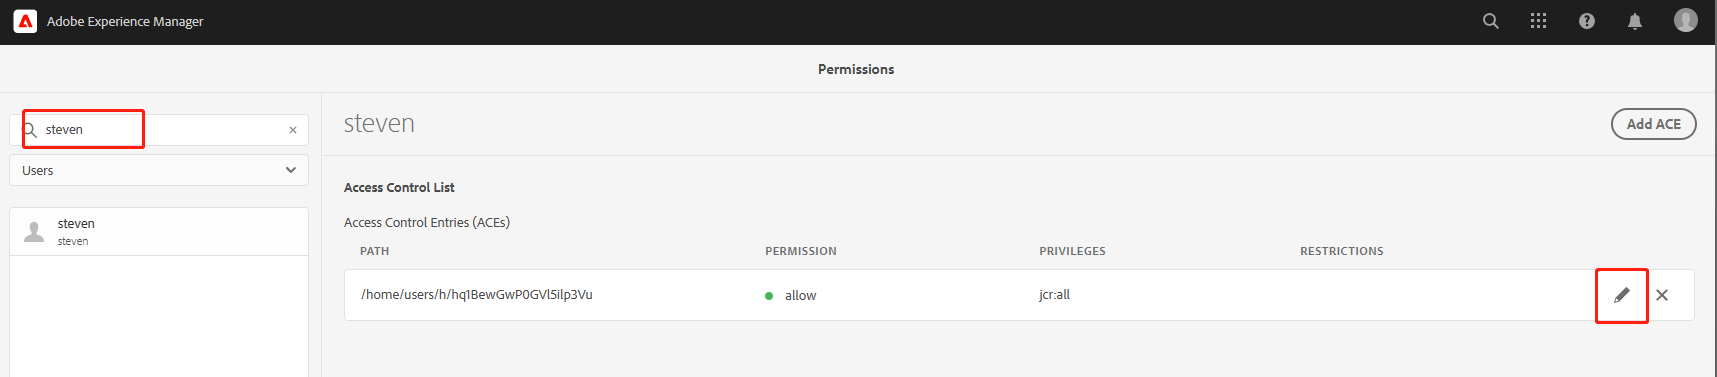 Adobe Experience Manager
Permissions
steven
Users
steven
steven
steven
Add ACE
Access Control List
Access Control Entries (ACEs)
PATH PERMISSION PRIVILEGES RESTRICTIONS
/home/users/h/hq1BewGwP0GVl5ilp3Vu allow jcr:all